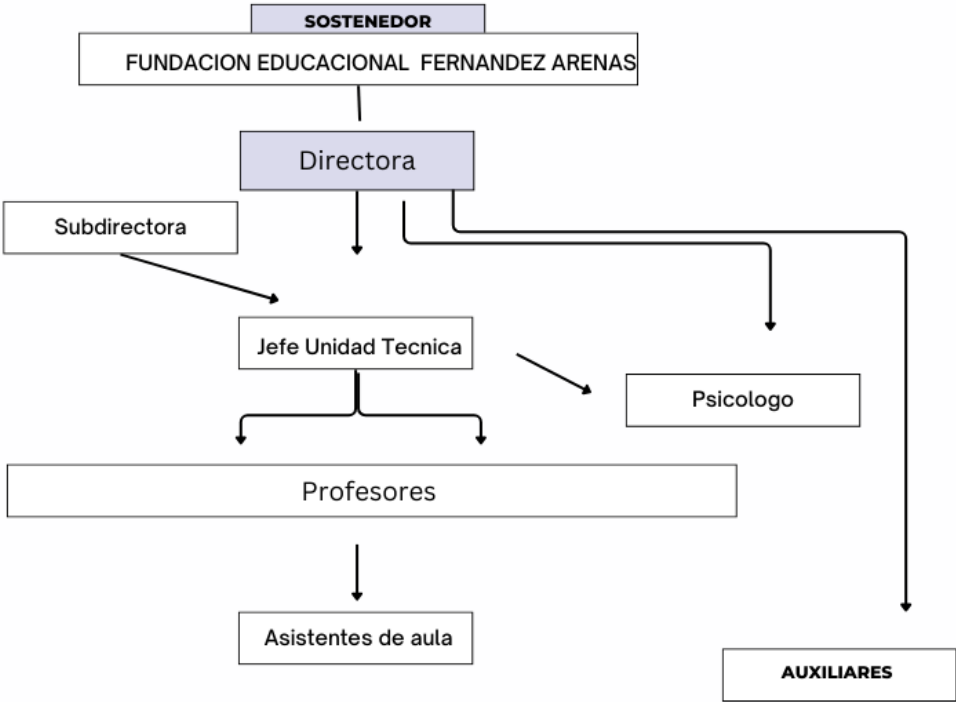 SOSTENEDOR
FUNDACION EDUCACIONAL FERNANDEZ ARENAS
Directora
Subdirectora
Jefe Unidad Tecnica
Psicologo
Profesores
Asistentes de aula
AUXILIARES